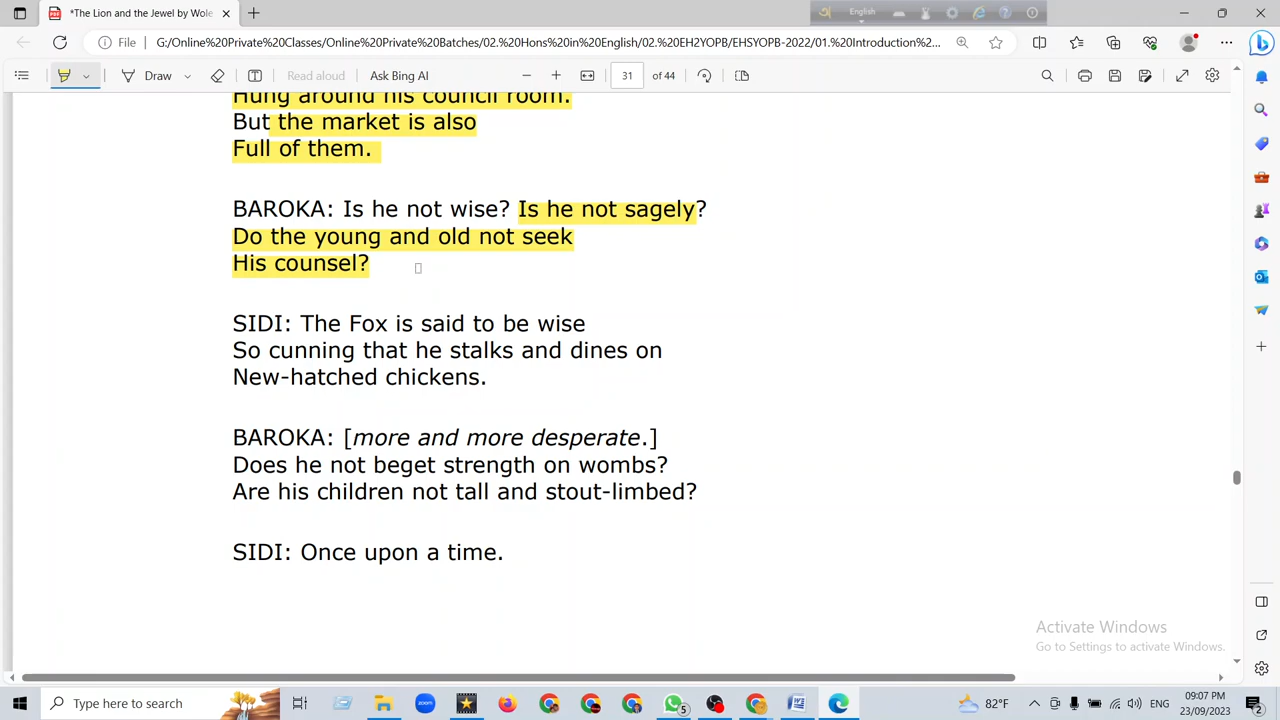 *The Lion and the Jewel by Wole
English
File
G:/Online%20Private%20Classes/Online%20Private%20Batches/02.%20Hons%20in%20English/02.%20EH2YOPB/EHSYOPB-2022/01.%20Introduction%2...
Draw
Read aloud
Ask Bing AI
31 of 44
Hung around his council room.
But the market is also
Full of them.
BAROKA: Is he not wise? Is he not sagely?
Do the young and old not seek
His counsel?
SIDI: The Fox is said to be wise
So cunning that he stalks and dines on
New-hatched chickens.
BAROKA: [more and more desperate.]
Does he not beget strength on wombs?
Are his children not tall and stout-limbed?
SIDI: Once upon a time.
Activate Windows
Go to Settings to activate Windows.
Type here to search
zoom
5
82°F
ENG
09:07 PM
23/09/2023
2